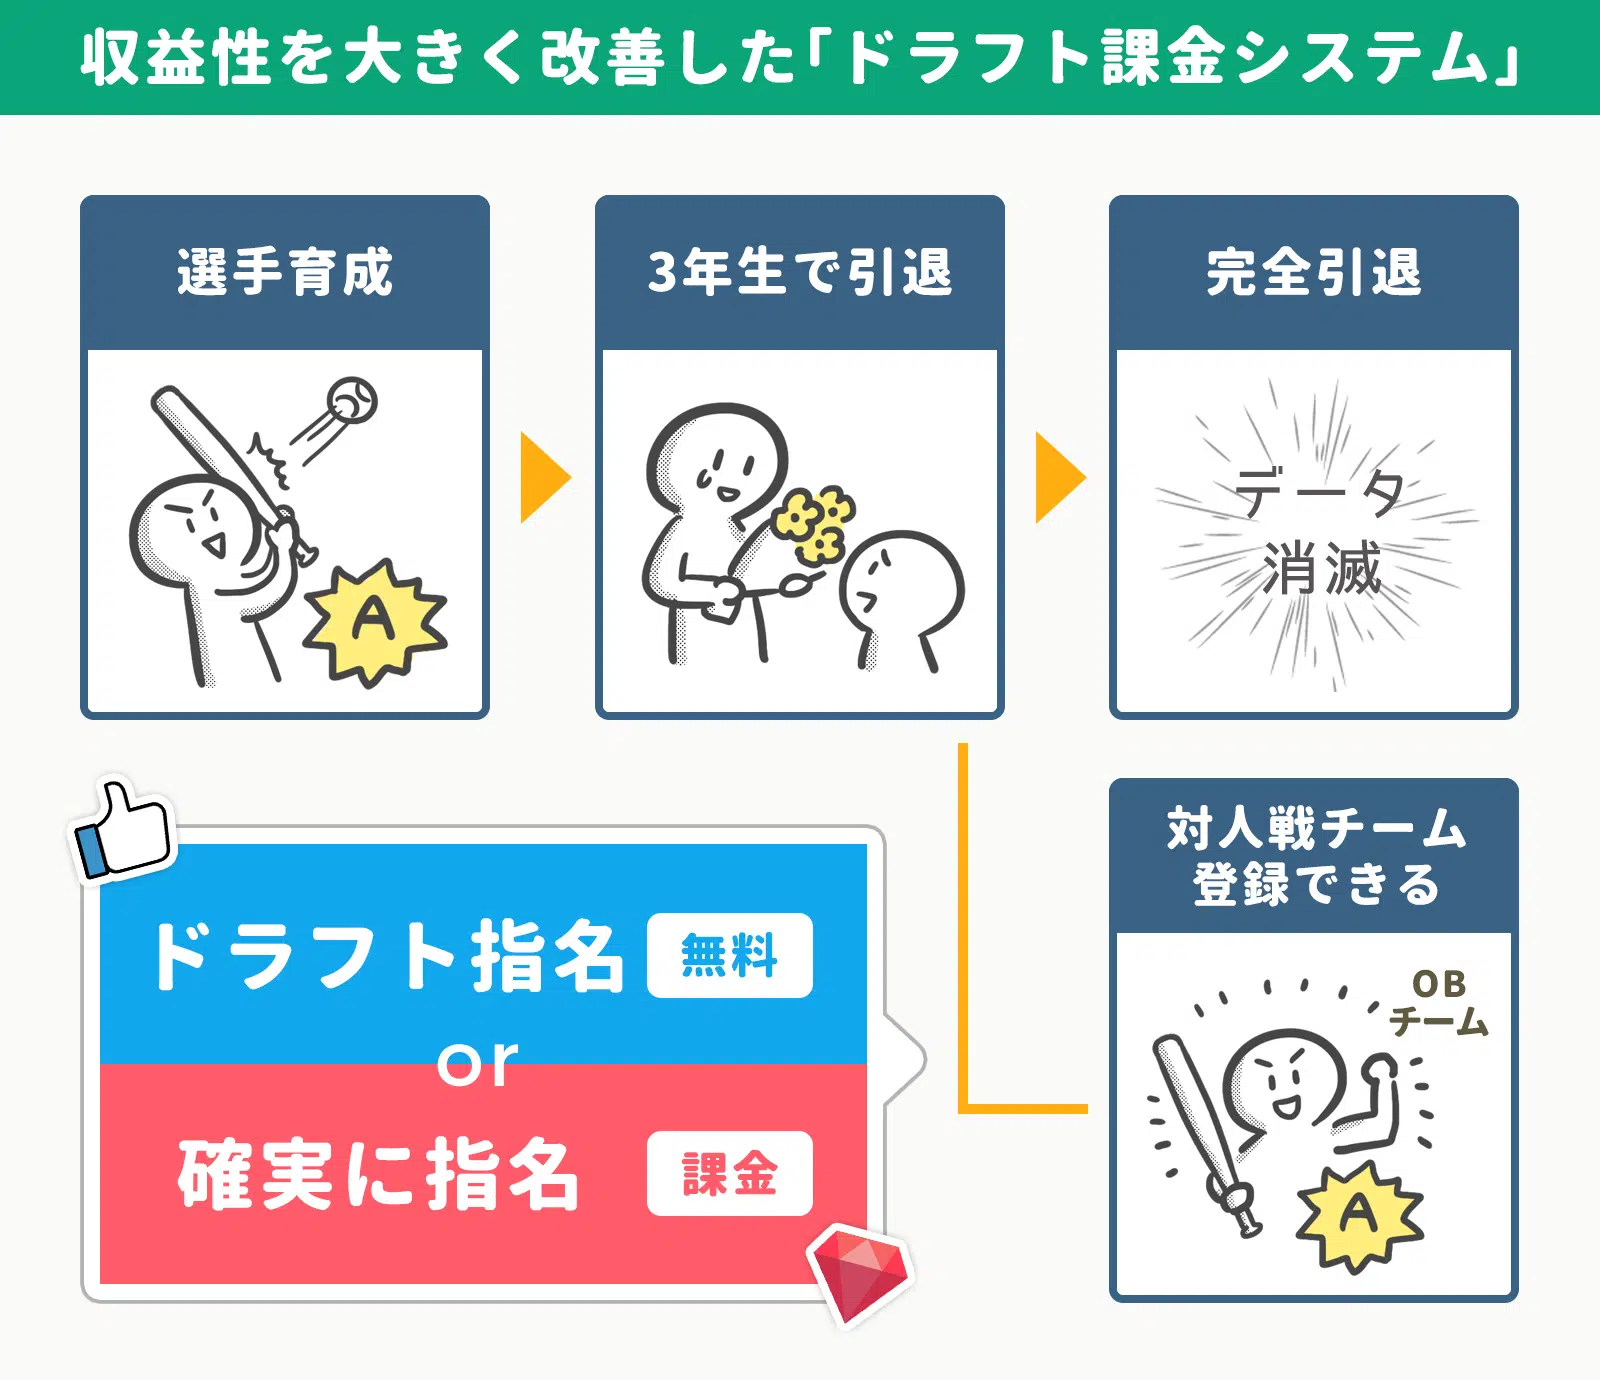 収益性を大きく改善した「ドラフト課金システム」
選手育成
A
3年生で引退
完全引退
データ
消滅
ドラフト指名 無料
or
確実に指名 課金
対人戦チーム
登録できる
OB
チーム
A